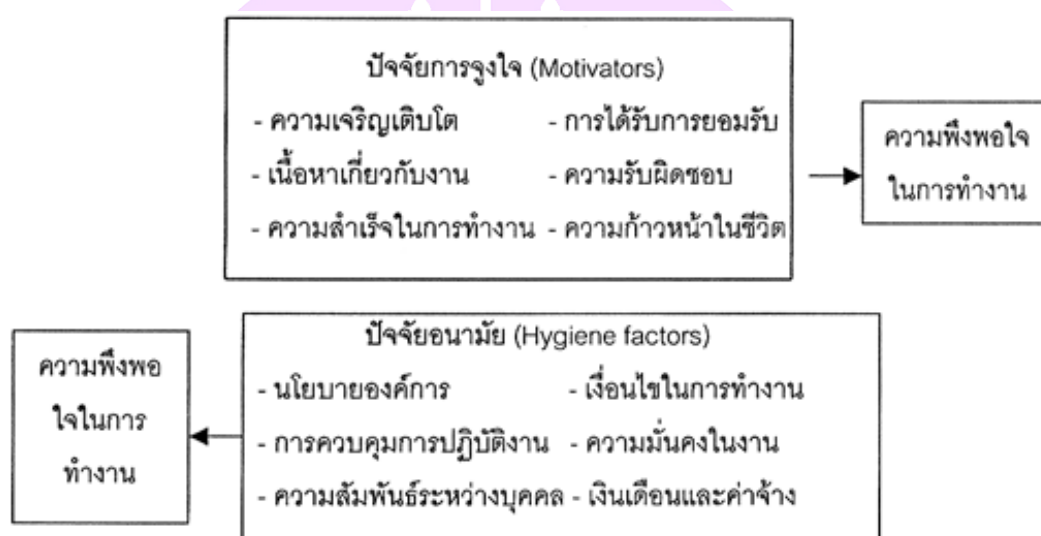 ปัจจัยการจูงใจ (Motivators)
- ความเจริญเติบโต - การได้รับการยอมรับ
- เนื้อหาเกี่ยวกับงาน - ความรับผิดชอบ
- ความสำเร็จในการทำงาน - ความก้าวหน้าในชีวิต
ความพึงพอใจ
ในการทำงาน
ปัจจัยอนามัย (Hygiene factors)
- นโยบายองค์การ - เงื่อนไขในการทำงาน
- การควบคุมการปฏิบัติงาน - ความมั่นคงในงาน
- ความสัมพันธ์ระหว่างบุคคล - เงินเดือนและค่าจ้าง
ความพึงพอ
ใจในการ
ทำงาน